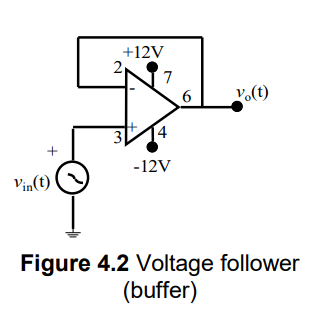 +12V
2
7
-
6
vₒ(t)
+
3
4
-12V
+
Vin(t)
Figure 4.2 Voltage follower
(buffer)